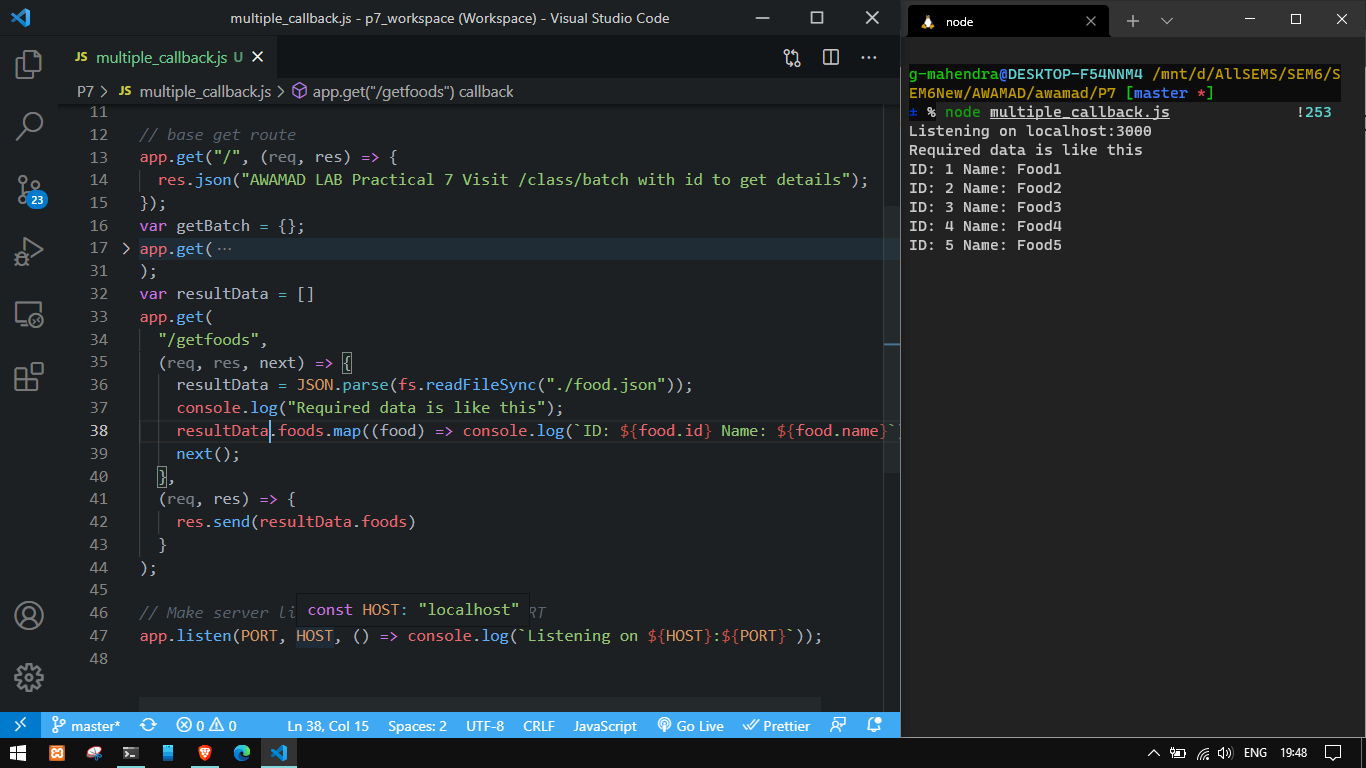 multiple_callback.js - p7_workspace (Workspace) - Visual Studio Code
JS multiple_callback.js U
P7 > JS multiple_callback.js > app.get("/getfoods") callback
11
12 // base get route
13 app.get("/", (req, res) => {
14 res.json("AWAMAD LAB Practical 7 Visit /class/batch with id to get details");
15 });
16 var getBatch = {};
17 app.get( ...
31 );
32 var resultData = []
33 app.get(
34 "/getfoods",
35 (req, res, next) => {
36 resultData = JSON.parse(fs.readFileSync("./food.json"));
37 console.log("Required data is like this");
38 resultData.foods.map((food) => console.log(`ID: ${food.id} Name: ${food.name}`)
39 next();
40 },
41 (req, res) => {
42 res.send(resultData.foods)
43 }
44 );
45
const HOST: "localhost"
46 // Make server li RT
47 app.listen(PORT, HOST, () => console.log(`Listening on ${HOST}:${PORT}`));
48
23
master* 0 0 Ln 38, Col 15 Spaces: 2 UTF-8 CRLF JavaScript Go Live Prettier
node
g-mahendra@DESKTOP-F54NNM4 /mnt/d/AllSEMS/SEM6/S
EM6New/AWAMAD/awamad/P7 [master *]
± % node multiple_callback.js !253
Listening on localhost:3000
Required data is like this
ID: 1 Name: Food1
ID: 2 Name: Food2
ID: 3 Name: Food3
ID: 4 Name: Food4
ID: 5 Name: Food5
ENG 19:48